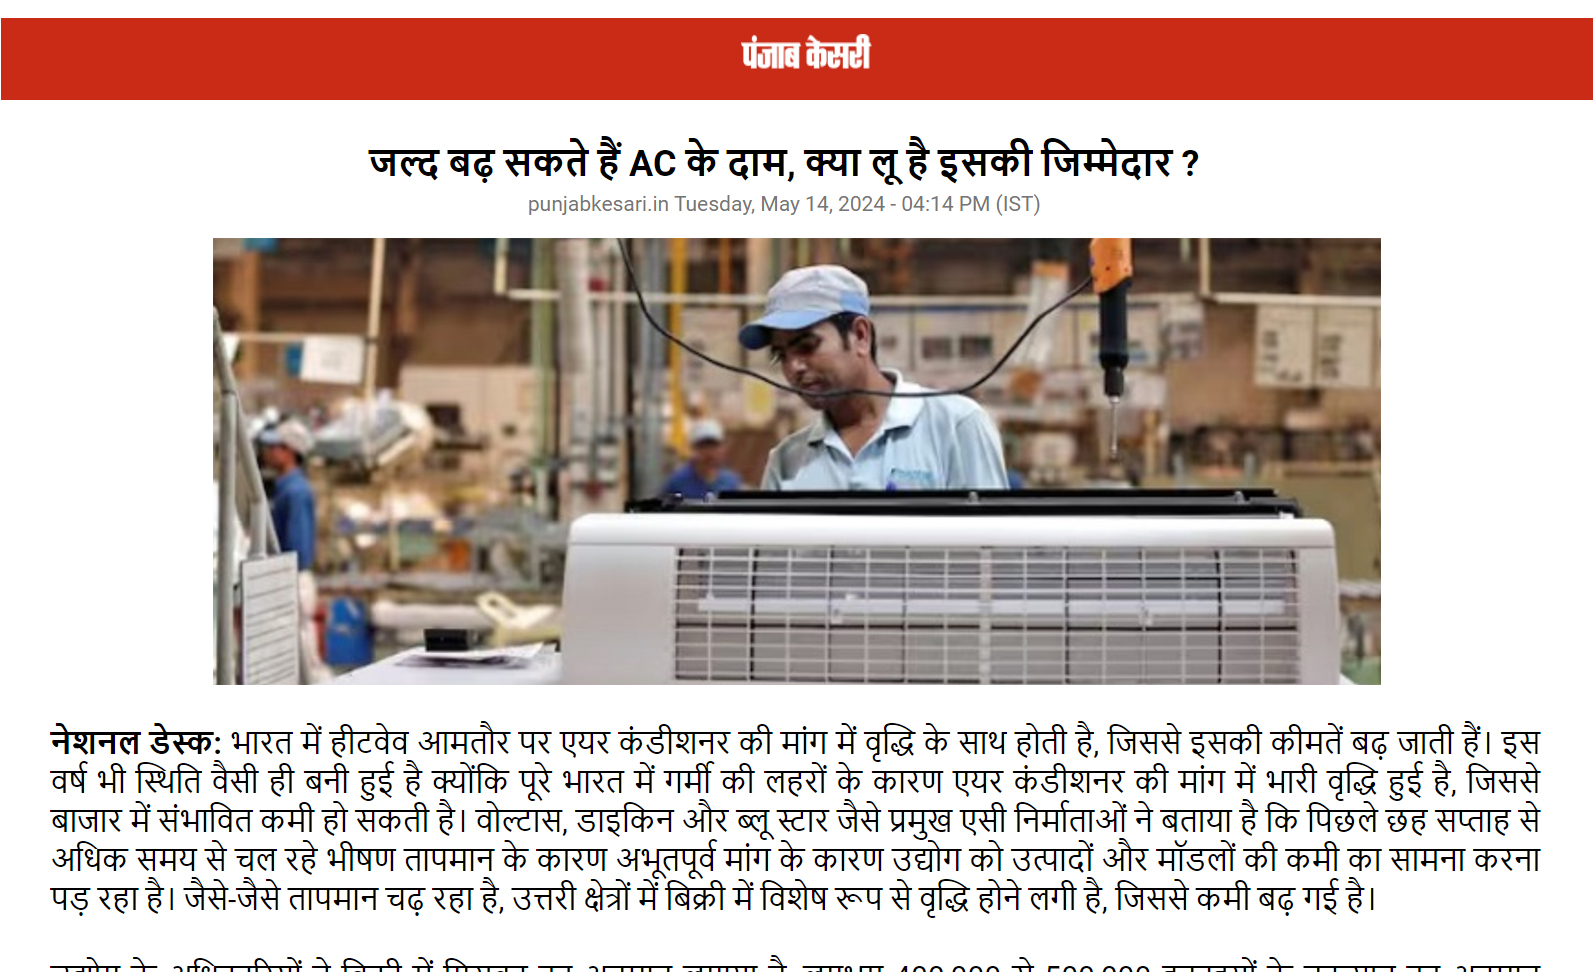 पंजाब केसरी
जल्द बढ़ सकते हैं AC के दाम, क्या लू है इसकी जिम्मेदार ?
punjabkesari.in Tuesday, May 14, 2024 - 04:14 PM (IST)
नेशनल डेस्क: भारत में हीटवेव आमतौर पर एयर कंडीशनर की मांग में वृद्धि के साथ होती है, जिससे इसकी कीमतें बढ़ जाती हैं। इस
वर्ष भी स्थिति वैसी ही बनी हुई है क्योंकि पूरे भारत में गर्मी की लहरों के कारण एयर कंडीशनर की मांग में भारी वृद्धि हुई है, जिससे
बाजार में संभावित कमी हो सकती है। वोल्टास, डाइकिन और ब्लू स्टार जैसे प्रमुख एसी निर्माताओं ने बताया है कि पिछले छह सप्ताह से
अधिक समय से चल रहे भीषण तापमान के कारण अभूतपूर्व मांग के कारण उद्योग को उत्पादों और मॉडलों की कमी का सामना करना
पड़ रहा है। जैसे-जैसे तापमान चढ़ रहा है, उत्तरी क्षेत्रों में बिक्री में विशेष रूप से वृद्धि होने लगी है, जिससे कमी बढ़ गई है।